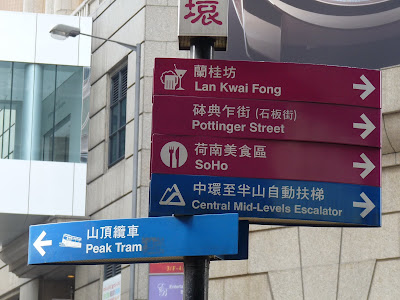 環
蘭桂坊
Lan Kwai Fong
砵典乍街 (石板街)
Pottinger Street
荷南美食區
SoHo
中環至半山自動扶梯
Central Mid-Levels Escalator
山頂纜車
Peak Tram